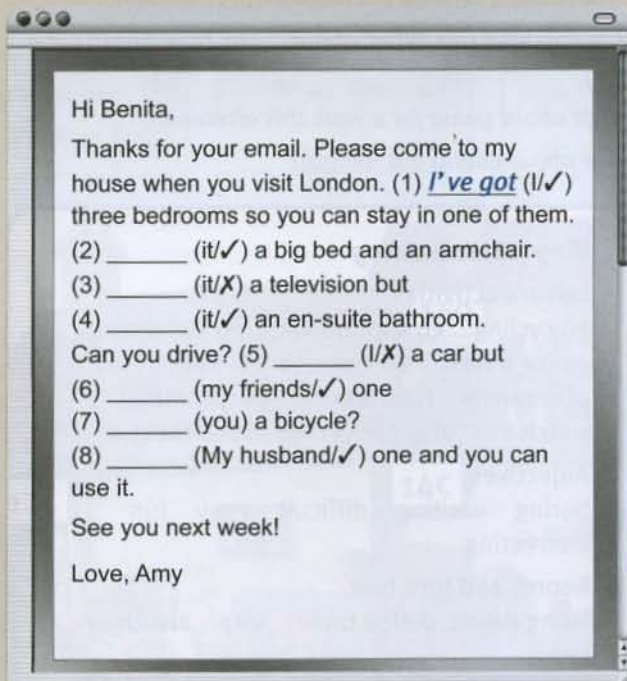 Hi Benita,
Thanks for your email. Please come to my
house when you visit London. (1) I've got (I/✓)
three bedrooms so you can stay in one of them.
(2) ______ (it/✓) a big bed and an armchair.
(3) ______ (it/✗) a television but
(4) ______ (it/✓) an en-suite bathroom.
Can you drive? (5) ______ (I/✗) a car but
(6) ______ (my friends/✓) one
(7) ______ (you) a bicycle?
(8) ______ (My husband/✓) one and you can
use it.
See you next week!
Love, Amy